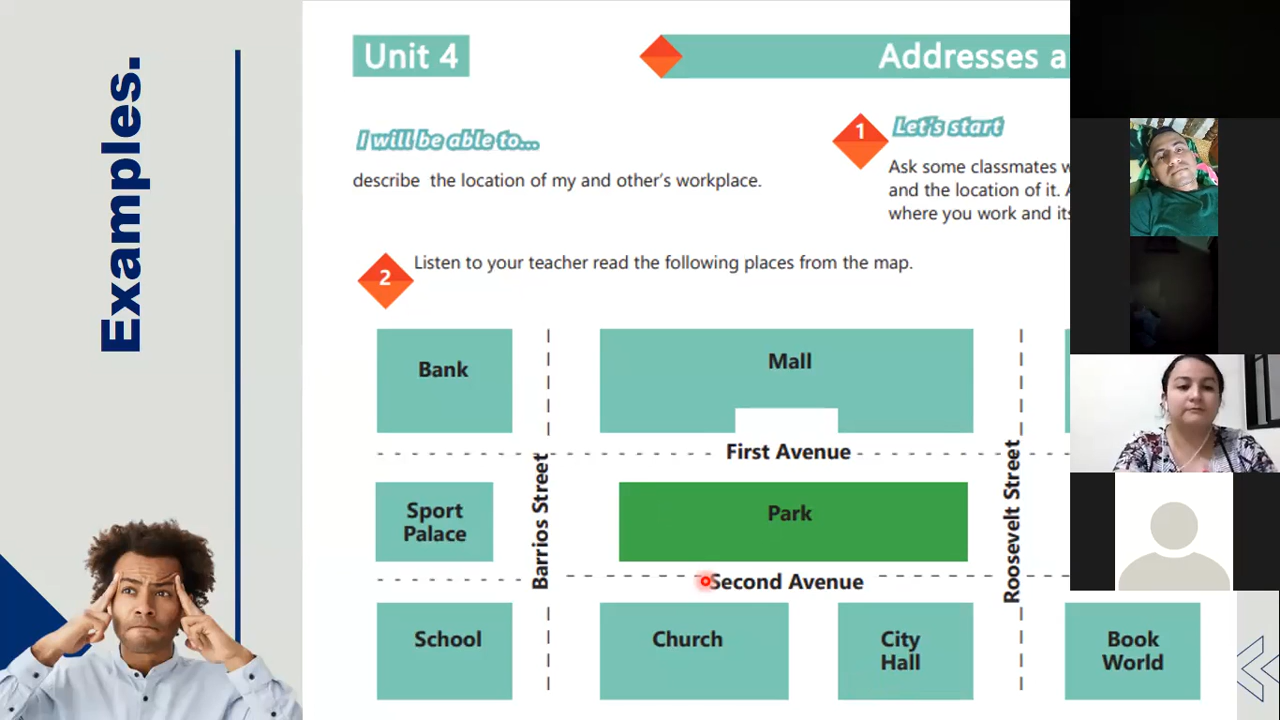 Examples.
Unit 4
Addresses a
I will be able to...
describe the location of my and other's workplace.
1
Let's start
Ask some classmates w
and the location of it. A
where you work and its
2
Listen to your teacher read the following places from the map.
Bank
Mall
First Avenue
Barrios Street
Roosevelt Street
Sport
Palace
Park
Second Avenue
School
Church
City
Hall
Book
World